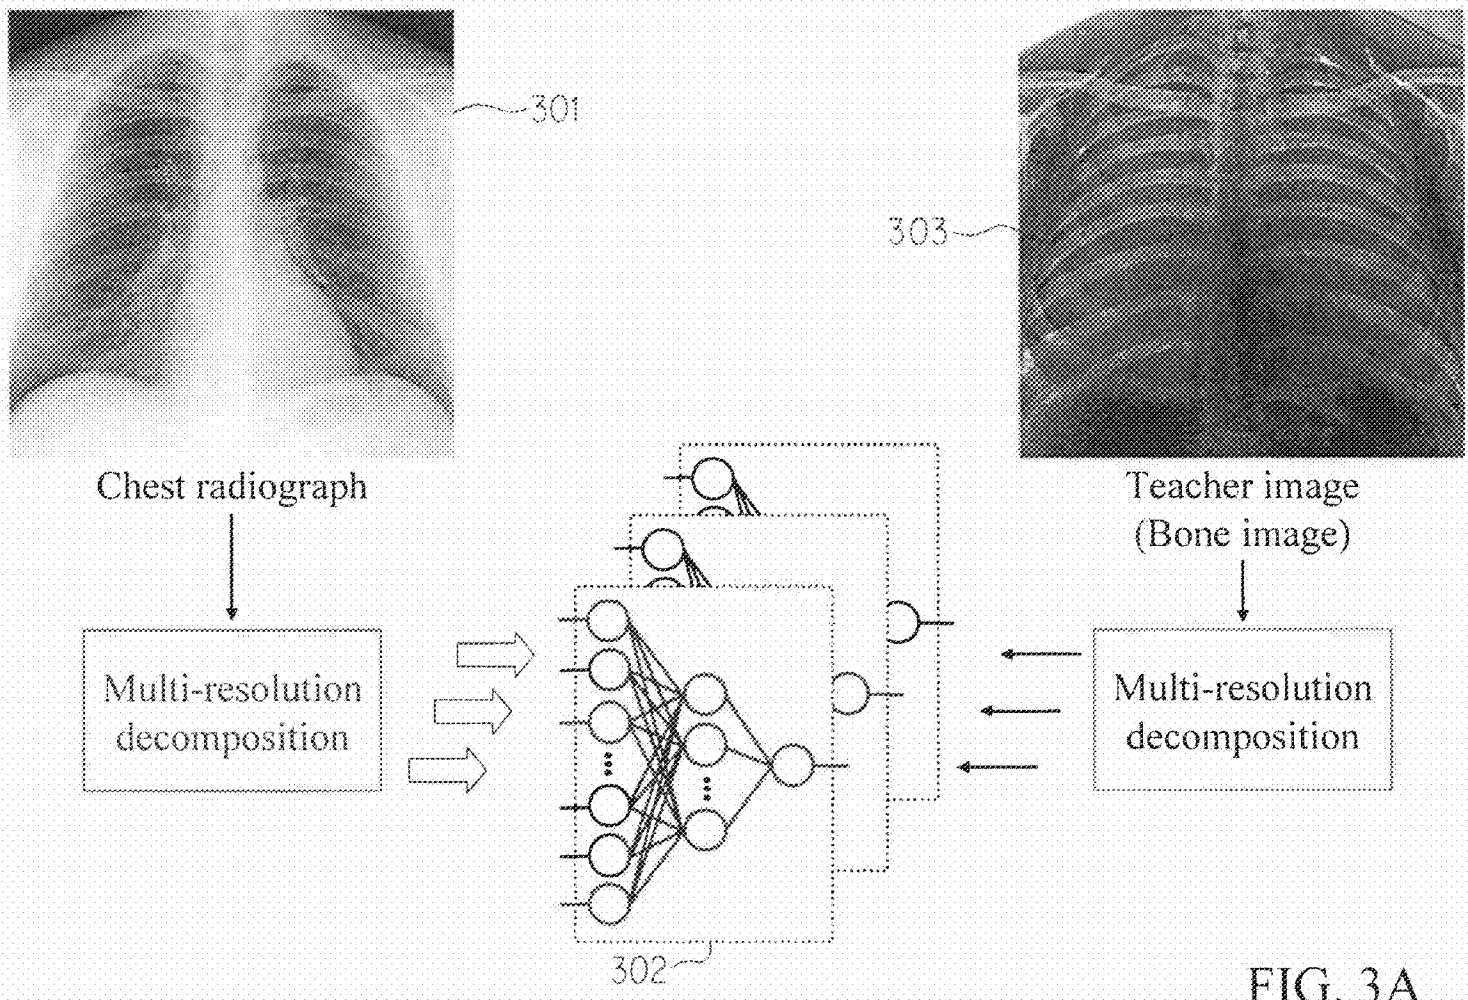 301
303
Chest radiograph
Teacher image
(Bone image)
Multi-resolution
decomposition
Multi-resolution
decomposition
302
FIG. 3A